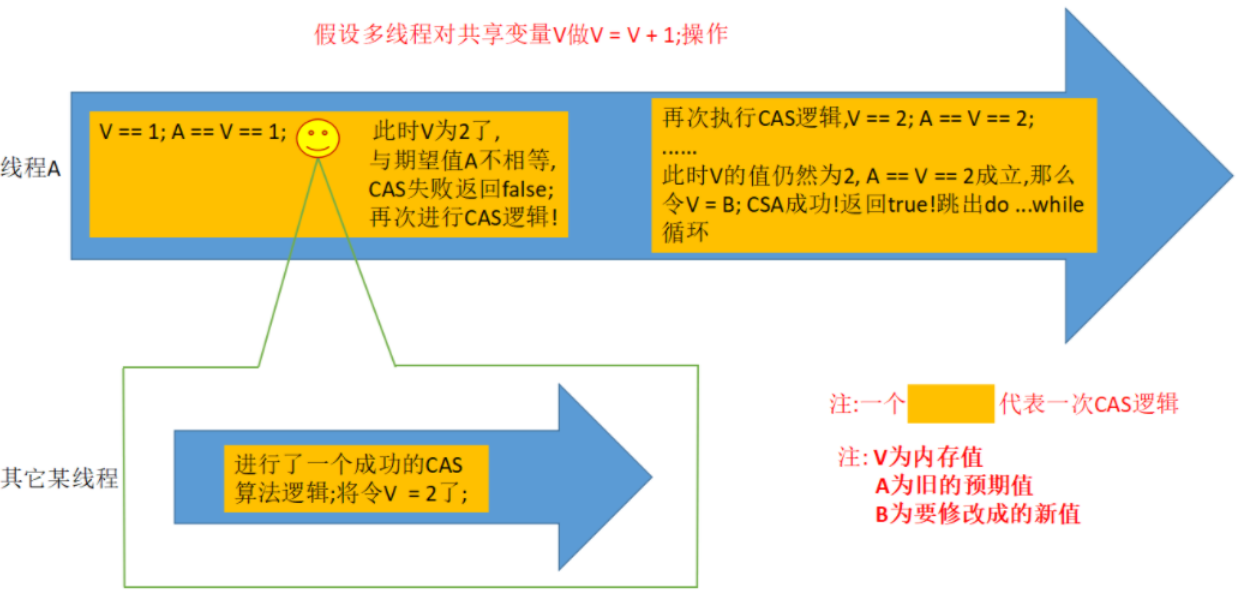 假设多线程对共享变量V做V = V + 1;操作
线程A
V == 1; A == V == 1;
此时V为2了,
与期望值A不相等,
CAS失败返回false;
再次进行CAS逻辑!
再次执行CAS逻辑,V == 2; A == V == 2;
......
此时V的值仍然为2, A == V == 2成立,那么
令V = B; CSA成功!返回true!跳出do ...while
循环
其它某线程
进行了一个成功的CAS
算法逻辑;将令V = 2了;
注:一个 代表一次CAS逻辑
注: V为内存值
A为旧的预期值
B为要修改成的新值